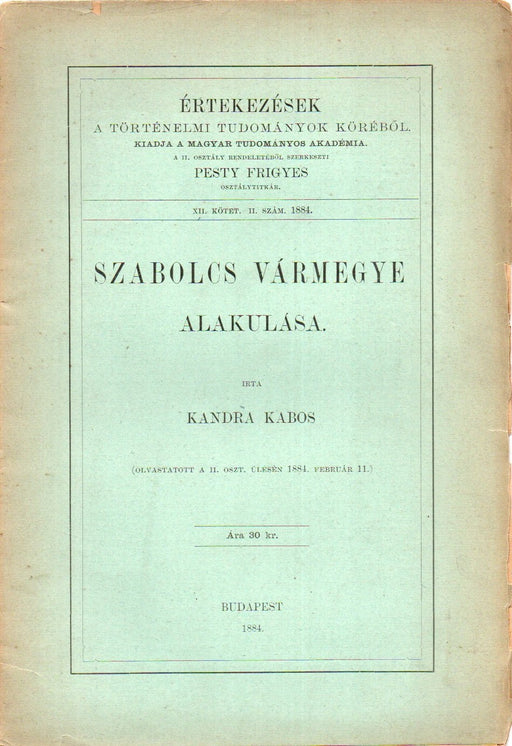 ÉRTEKEZÉSEK
A TÖRTÉNELMI TUDOMÁNYOK KÖRÉBŐL.
KIADJA A MAGYAR TUDOMÁNYOS AKADÉMIA.
A II. OSZTÁLY RENDELETÉBŐL SZERKESZTI
PESTY FRIGYES
OSZTÁLYTITKÁR.
XII. KÖTET. II. SZÁM. 1884.
SZABOLCS VÁRMEGYE
ALAKULÁSA.
IRTA
KANDRA KABOS
(OLVASTATOTT A II. OSZT. ÜLÉSÉN 1884. FEBRUÁR 11.)
Ára 30 kr.
BUDAPEST
1884.